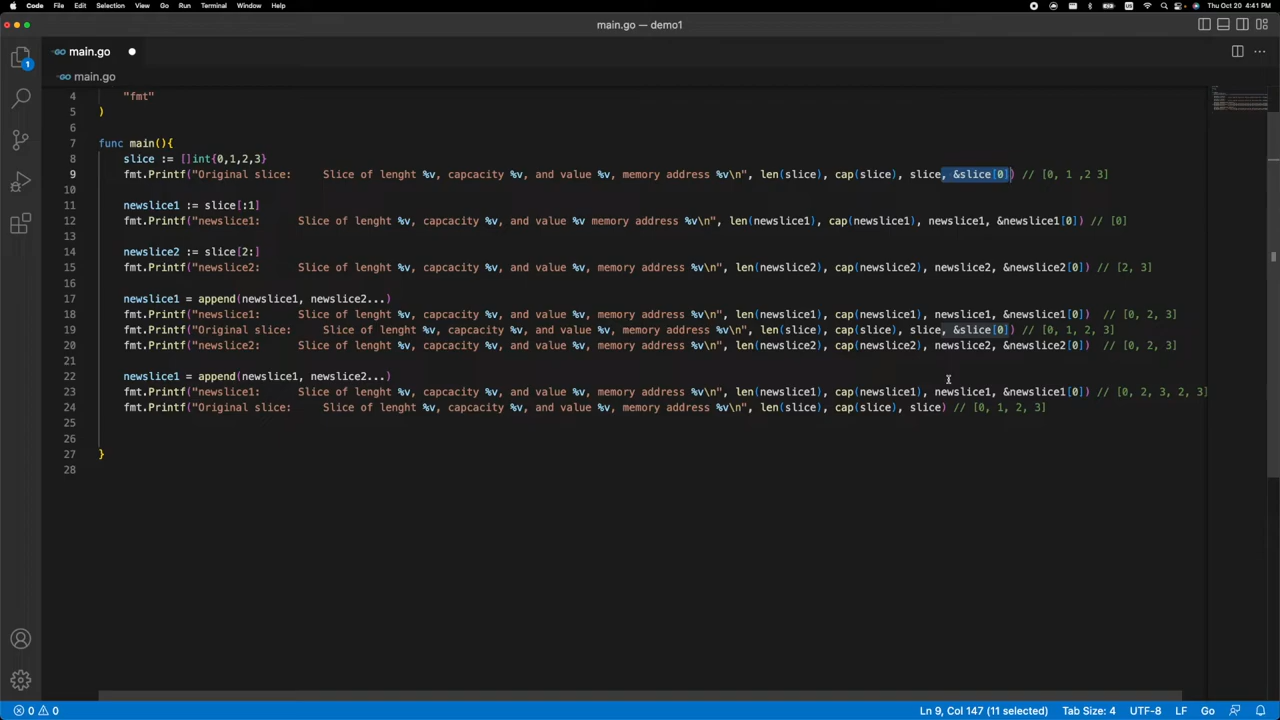 Code File Edit Selection View Go Run Terminal Window Help Thu Oct 20 4:41 PM
main.go — demo1
main.go
main.go
4 "fmt"
5 )
6
7 func main(){
8 slice := []int{0,1,2,3}
9 fmt.Printf("Original slice: Slice of lenght %v, capcacity %v, and value %v, memory address %v\n", len(slice), cap(slice), slice, &slice[0]) // [0, 1 ,2 3]
10
11 newslice1 := slice[:1]
12 fmt.Printf("newslice1: Slice of lenght %v, capcacity %v, and value %v memory address %v\n", len(newslice1), cap(newslice1), newslice1, &newslice1[0]) // [0]
13
14 newslice2 := slice[2:]
15 fmt.Printf("newslice2: Slice of lenght %v, capcacity %v, and value %v, memory address %v\n", len(newslice2), cap(newslice2), newslice2, &newslice2[0]) // [2, 3]
16
17 newslice1 = append(newslice1, newslice2...)
18 fmt.Printf("newslice1: Slice of lenght %v, capcacity %v, and value %v, memory address %v\n", len(newslice1), cap(newslice1), newslice1, &newslice1[0]) // [0, 2, 3]
19 fmt.Printf("Original slice: Slice of lenght %v, capcacity %v, and value %v, memory address %v\n", len(slice), cap(slice), slice, &slice[0]) // [0, 1, 2, 3]
20 fmt.Printf("newslice2: Slice of lenght %v, capcacity %v, and value %v, memory address %v\n", len(newslice2), cap(newslice2), newslice2, &newslice2[0]) // [0, 2, 3]
21
22 newslice1 = append(newslice1, newslice2...)
23 fmt.Printf("newslice1: Slice of lenght %v, capcacity %v, and value %v, memory address %v\n", len(newslice1), cap(newslice1), newslice1, &newslice1[0]) // [0, 2, 3, 2, 3]
24 fmt.Printf("Original slice: Slice of lenght %v, capcacity %v, and value %v, memory address %v\n", len(slice), cap(slice), slice) // [0, 1, 2, 3]
25
26
27 }
28
1
0 0 Ln 9, Col 147 (11 selected) Tab Size: 4 UTF-8 LF Go